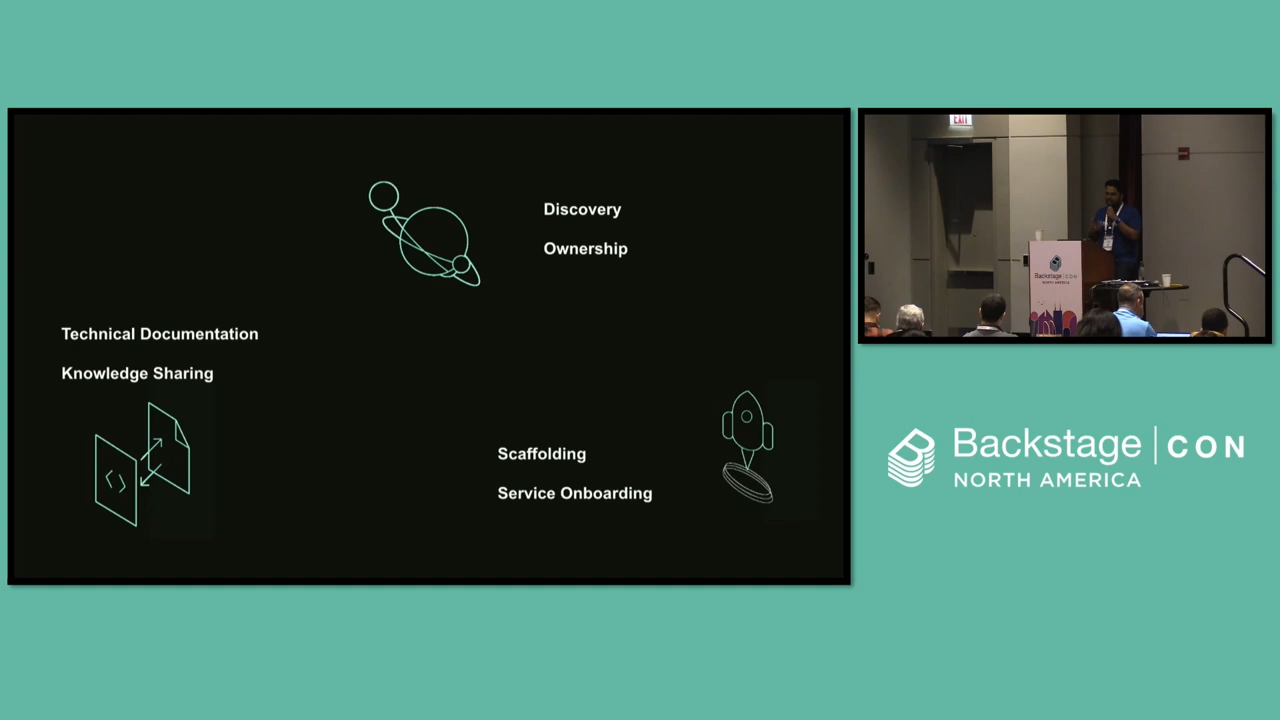 Discovery
Ownership
Technical Documentation
Knowledge Sharing
Scaffolding
Service Onboarding
EXIT
Backstage CON
NORTH AMERICA
Backstage | CON
NORTH AMERICA